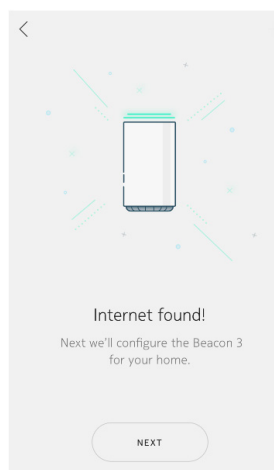 Internet found!
Next we'll configure the Beacon 3
for your home.
NEXT